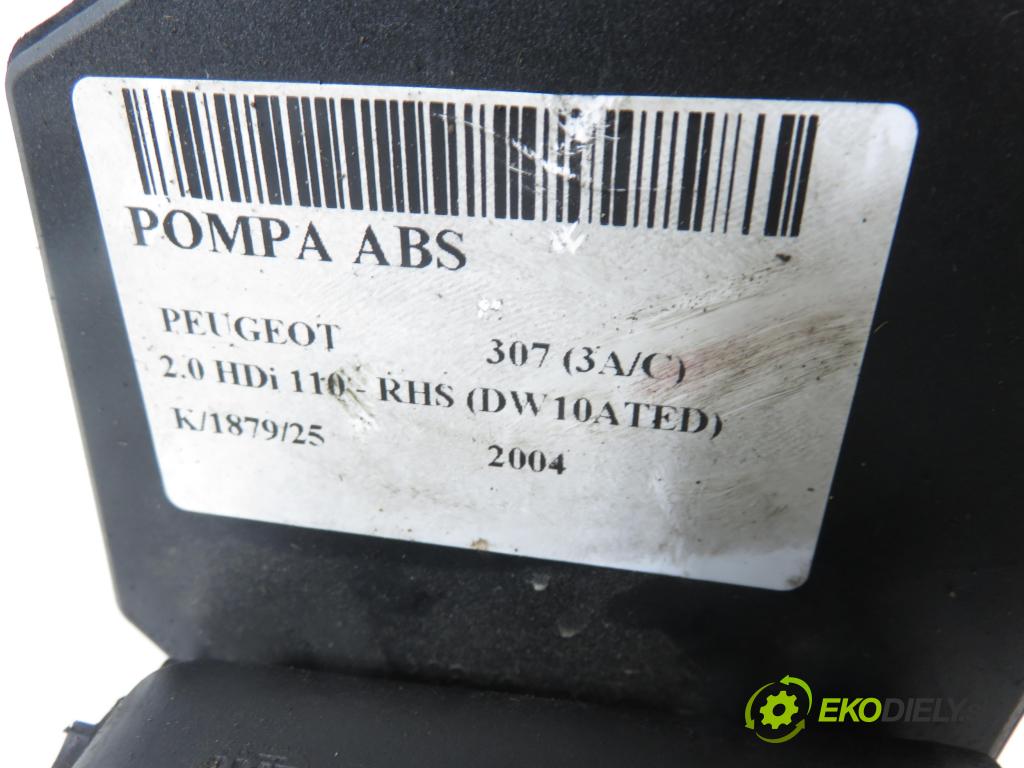 POMPA ABS
PEUGEOT 307 (3A/C)
2.0 HDi 110 - RHS (DW10ATED)
K/1879/25 2004
EKODIELY